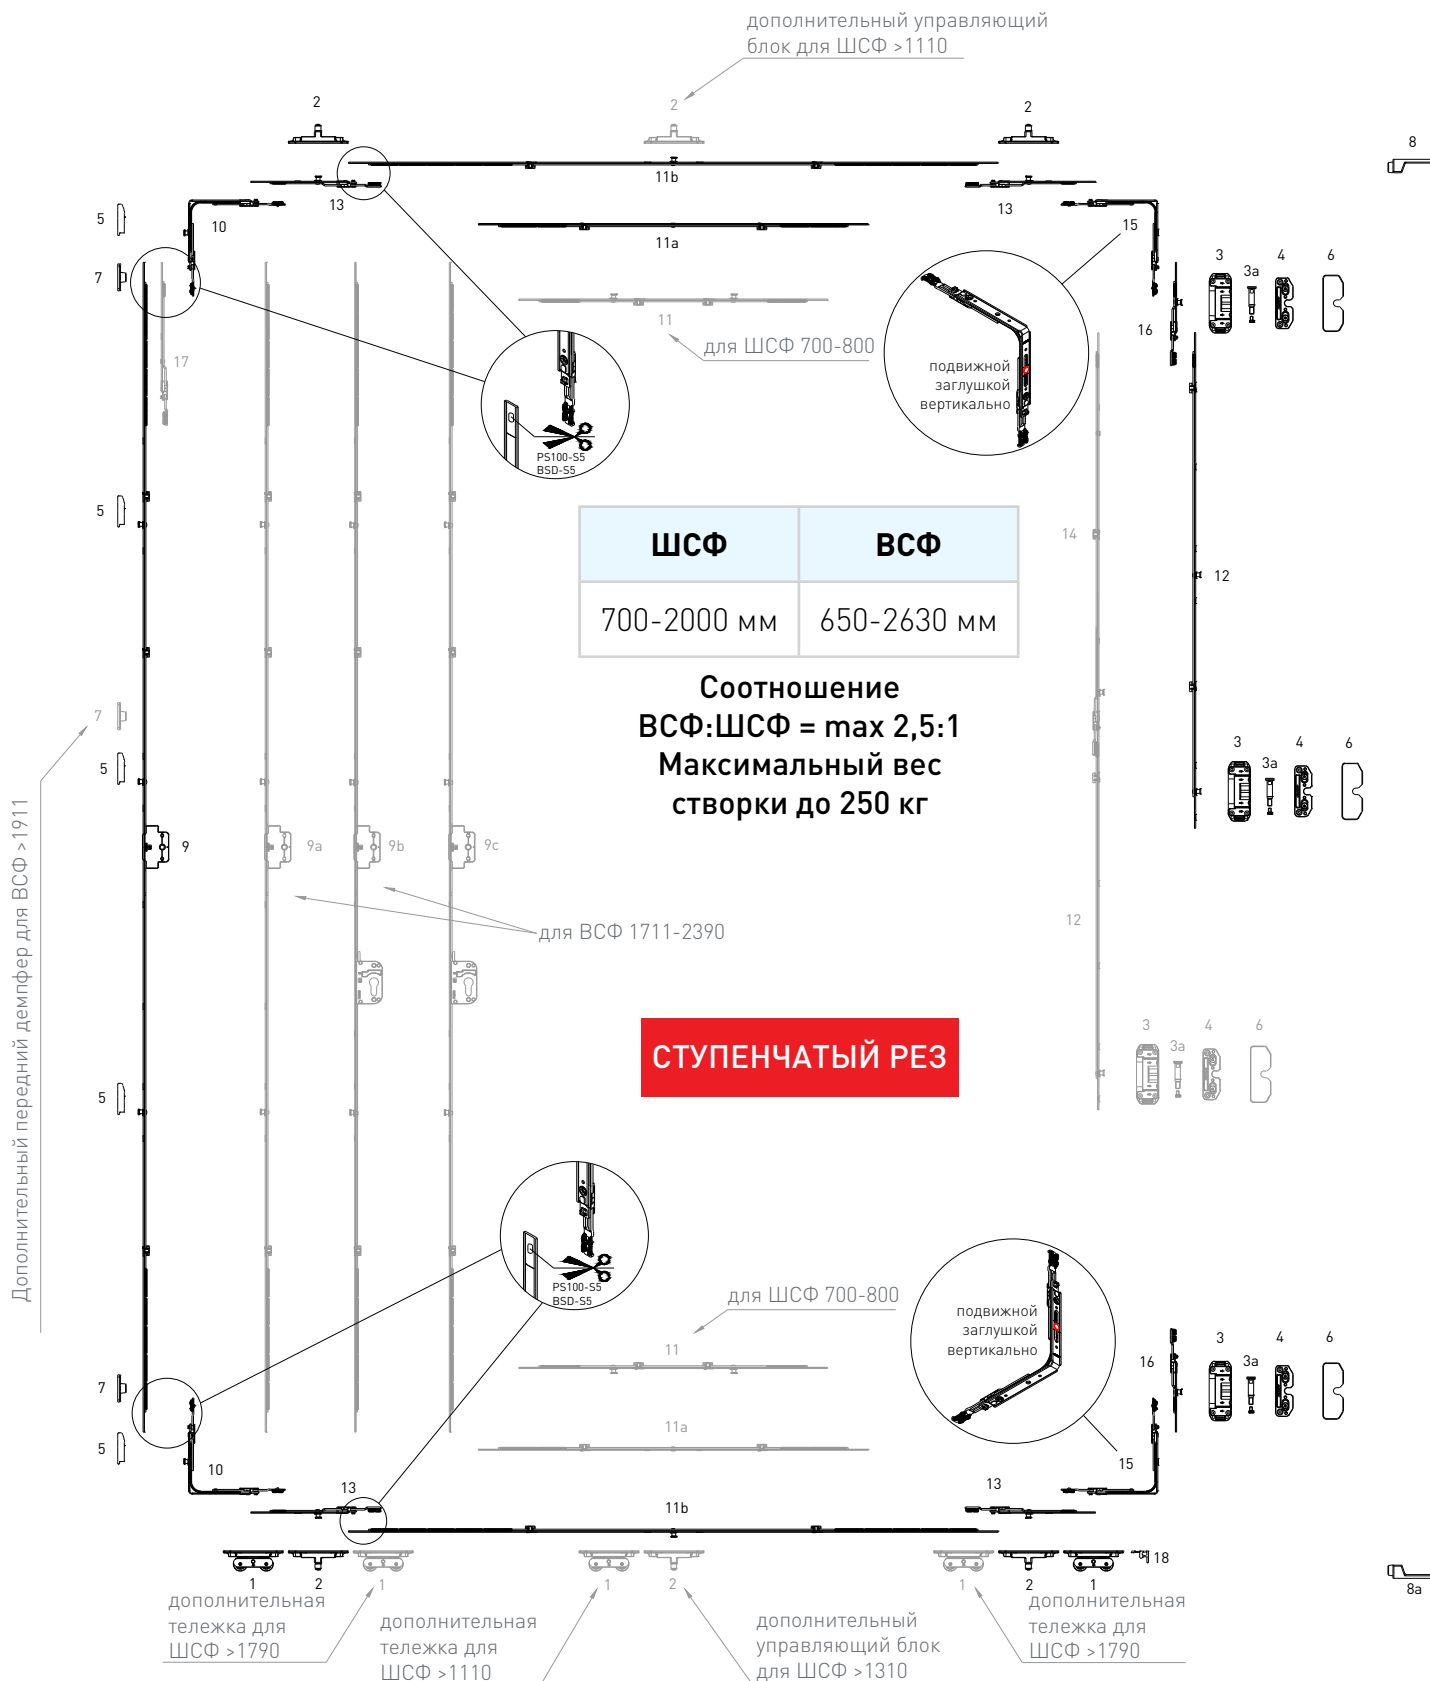 дополнительный управляющий
блок для ШСФ >1110
2
2
2
8
11b
13
13
5
10
15
11a
7
3
3a
4
6
11
для ШСФ 700-800
16
17
подвижной
заглушкой
вертикально
PS100-S5
BSD-S5
5
14
ШСФ
ВСФ
700-2000 мм
650-2630 мм
12
Соотношение
ВСФ:ШСФ = max 2,5:1
Максимальный вес
створки до 250 кг
7
5
3
3a
4
6
Дополнительный передний демпфер для ВСФ >1911
9
9a
9b
9c
для ВСФ 1711-2390
12
СТУПЕНЧАТЫЙ РЕЗ
3
3a
4
6
5
PS100-S5
BSD-S5
для ШСФ 700-800
подвижной
заглушкой
вертикально
11
16
3
3a
4
6
7
11a
5
10
15
13
13
11b
1
2
1
1
2
1
2
1
18
8a
дополнительная
тележка для
ШСФ >1790
дополнительная
тележка для
ШСФ >1110
дополнительный
управляющий блок
для ШСФ >1310
дополнительная
тележка для
ШСФ >1790